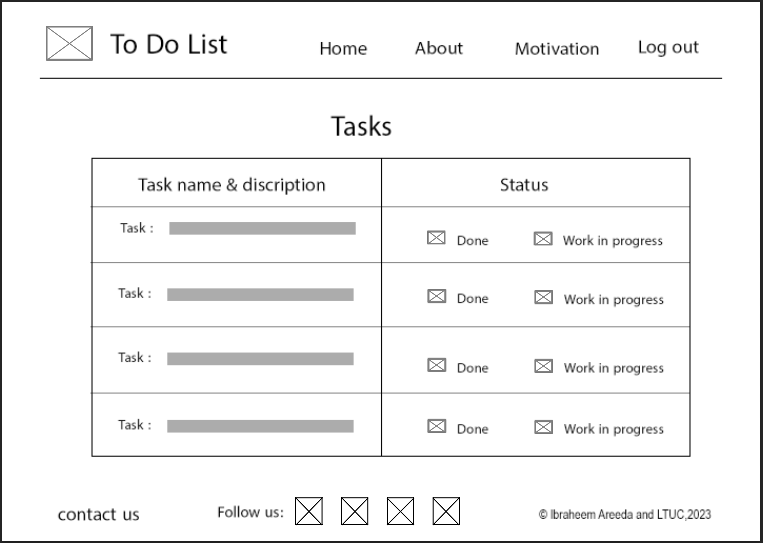 To Do List
Home About Motivation Log out
Tasks
Task name & discription Status
Task : Done Work in progress
Task : Done Work in progress
Task : Done Work in progress
Task : Done Work in progress
contact us Follow us: © Ibraheem Areeda and LTUC,2023